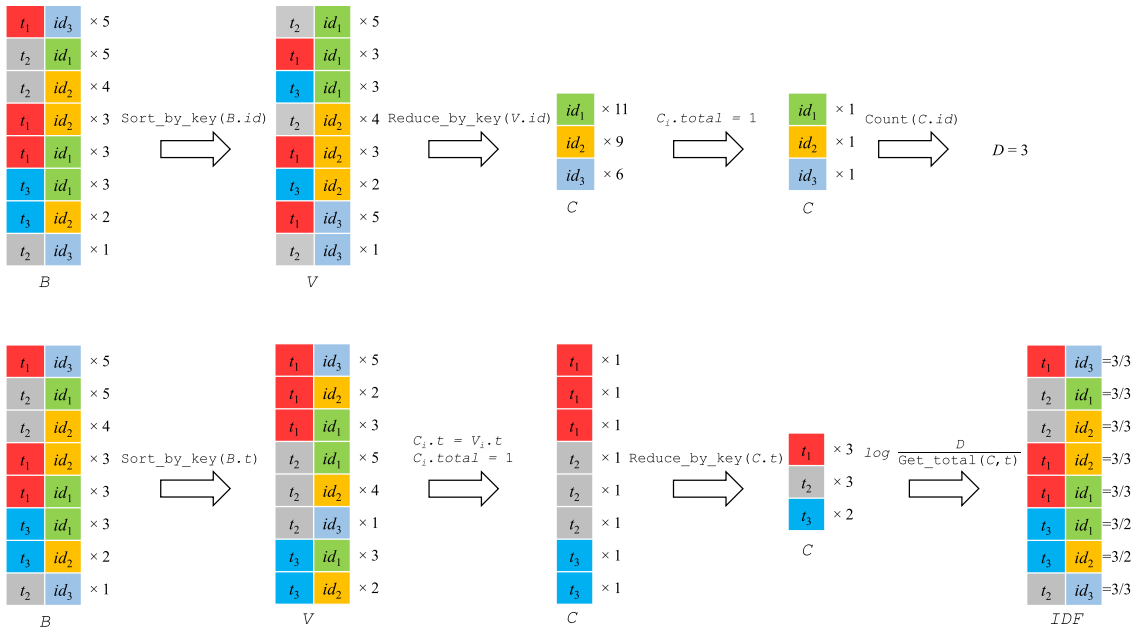 t1 id3 × 5
t2 id1 × 5
t2 id2 × 4
t1 id2 × 3
t1 id1 × 3
t3 id1 × 3
t3 id2 × 2
t2 id3 × 1
B
Sort_by_key(B.id)
t2 id1 × 5
t1 id1 × 3
t3 id1 × 3
t2 id2 × 4
t1 id2 × 3
t3 id2 × 2
t1 id3 × 5
t2 id3 × 1
V
Reduce_by_key(V.id)
id1 × 11
id2 × 9
id3 × 6
C
Ci.total = 1
id1 × 1
id2 × 1
id3 × 1
C
Count(C.id)
D = 3
t1 id3 × 5
t2 id1 × 5
t2 id2 × 4
t1 id2 × 3
t1 id1 × 3
t3 id1 × 3
t3 id2 × 2
t2 id3 × 1
B
Sort_by_key(B.t)
t1 id3 × 5
t1 id2 × 2
t1 id1 × 3
t2 id1 × 5
t2 id2 × 4
t2 id3 × 1
t3 id1 × 3
t3 id2 × 2
V
Ci.t = Vi.t
Ci.total = 1
t1 × 1
t1 × 1
t1 × 1
t2 × 1
t2 × 1
t2 × 1
t3 × 1
t3 × 1
C
Reduce_by_key(C.t)
t1 × 3
t2 × 3
t3 × 2
C
log D
Get_total(C,t)
t1 id3 =3/3
t2 id1 =3/3
t2 id2 =3/3
t1 id2 =3/3
t1 id1 =3/3
t3 id1 =3/2
t3 id2 =3/2
t2 id3 =3/3
IDF